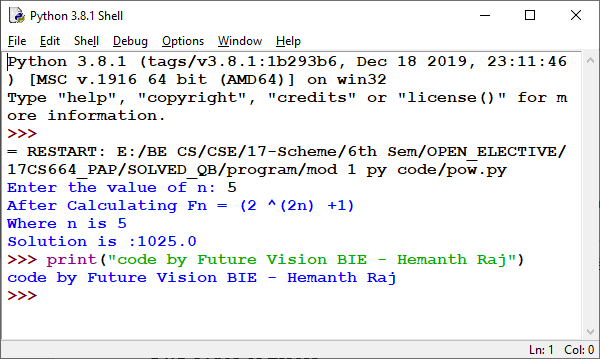 Python 3.8.1 Shell
File Edit Shell Debug Options Window Help
Python 3.8.1 (tags/v3.8.1:1b293b6, Dec 18 2019, 23:11:46
) [MSC v.1916 64 bit (AMD64)] on win32
Type "help", "copyright", "credits" or "license()" for m
ore information.
>>>
= RESTART: E:/BE CS/CSE/17-Scheme/6th Sem/OPEN_ELECTIVE/
17CS664_PAP/SOLVED_QB/program/mod 1 py code/pow.py
Enter the value of n: 5
After Calculating Fn = (2 ^(2n) +1)
Where n is 5
Solution is :1025.0
>>> print("code by Future Vision BIE - Hemanth Raj")
code by Future Vision BIE - Hemanth Raj
>>>
Ln: 1 Col: 0